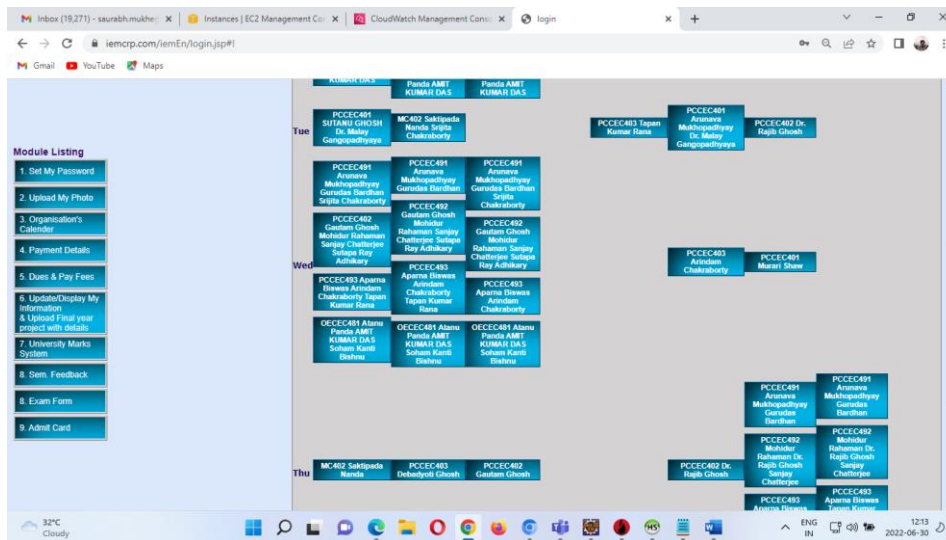 Inbox (19,271) - saurabh.mukher
Instances | EC2 Management Co
CloudWatch Management Conso
login
iemcrp.com/iemEn/login.jsp#!
Gmail
YouTube
Maps
Module Listing
1. Set My Password
2. Upload My Photo
3. Organisation's
Calender
4. Payment Details
5. Dues & Pay Fees
6. Update/Display My
Information
& Upload Final year
project with details
7. University Marks
System
8. Sem. Feedback
8. Exam Form
9. Admit Card
KUMAR DAS
Panda AMIT
KUMAR DAS
Panda AMIT
KUMAR DAS
Tue
PCCEC401
SUTANU GHOSH
Dr. Malay
Gangopadhyaya
MC402 Saktipada
Nanda Srijita
Chakraborty
PCCEC403 Tapan
Kumar Rana
PCCEC401
Arunava
Mukhopadhyay
Dr. Malay
Gangopadhyaya
PCCEC402 Dr.
Rajib Ghosh
Wed
PCCEC491
Arunava
Mukhopadhyay
Gurudas Bardhan
Srijita Chakraborty
PCCEC402
Gautam Ghosh
Mohidur Rahaman
Sanjay Chatterjee
Sutapa Ray
Adhikary
PCCEC493 Aparna
Biswas Arindam
Chakraborty Tapan
Kumar Rana
OECEC481 Atanu
Panda AMIT
KUMAR DAS
Soham Kanti
Bishnu
PCCEC491
Arunava
Mukhopadhyay
Gurudas Bardhan
PCCEC492
Gautam Ghosh
Mohidur
Rahaman Sanjay
Chatterjee Sutapa
Ray Adhikary
PCCEC493
Aparna Biswas
Arindam
Chakraborty
Tapan Kumar
Rana
OECEC481 Atanu
Panda AMIT
KUMAR DAS
Soham Kanti
Bishnu
PCCEC491
Arunava
Mukhopadhyay
Gurudas Bardhan
Srijita
Chakraborty
PCCEC492
Gautam Ghosh
Mohidur
Rahaman Sanjay
Chatterjee Sutapa
Ray Adhikary
PCCEC493
Aparna Biswas
Arindam
Chakraborty
OECEC481 Atanu
Panda AMIT
KUMAR DAS
Soham Kanti
Bishnu
PCCEC403
Arindam
Chakraborty
PCCEC401
Murari Shaw
Thu
MC402 Saktipada
Nanda
PCCEC403
Debadyoti Ghosh
PCCEC402
Gautam Ghosh
PCCEC402 Dr.
Rajib Ghosh
PCCEC491
Arunava
Mukhopadhyay
Gurudas
Bardhan
PCCEC492
Mohidur
Rahaman Dr.
Rajib Ghosh
Sanjay
Chatterjee
PCCEC493
Aparna Biswas
PCCEC491
Arunava
Mukhopadhyay
Gurudas
Bardhan
PCCEC492
Mohidur
Rahaman Dr.
Rajib Ghosh
Sanjay
Chatterjee
PCCEC493
Aparna Biswas
Tapan Kumar
32°C
Cloudy
ENG
IN
12:13
2022-06-30